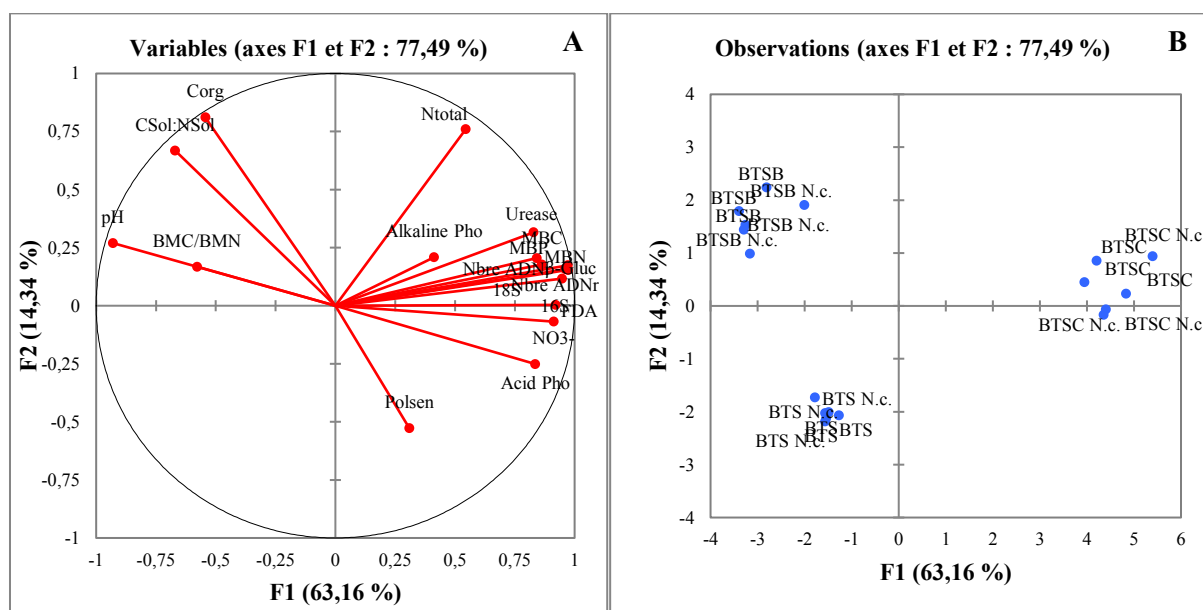 Variables (axes F1 et F2 : 77,49 %)
A
1
Corg
Ntotal
CSol:NSol
0,75
0,5
pH
Urease
Alkaline Pho
MBC
BMC/BMN
MBP
MBN
0,25
Nbre ADNr
18S
Nbre ADNr
16S
FDA
0
NO3-
-0,25
Acid Pho
Polsen
-0,5
-0,75
-1
-1 -0,75 -0,5 -0,25 0 0,25 0,5 0,75 1
F2 (14,34 %)
F1 (63,16 %)
Observations (axes F1 et F2 : 77,49 %)
B
4
3
BTSB
2
BTSB BTSB N.c.
BTSB BTSB N.c.
BTSC N.c.
BTSC
1
BTSB N.c.
BTSC BTSC
0
BTSC N.c. BTSC N.c.
-1
BTS N.c.
-2
BTS N.c.
BTS BTS
BTS N.c. BTS
-3
-4
-4 -3 -2 -1 0 1 2 3 4 5 6
F2 (14,34 %)
F1 (63,16 %)